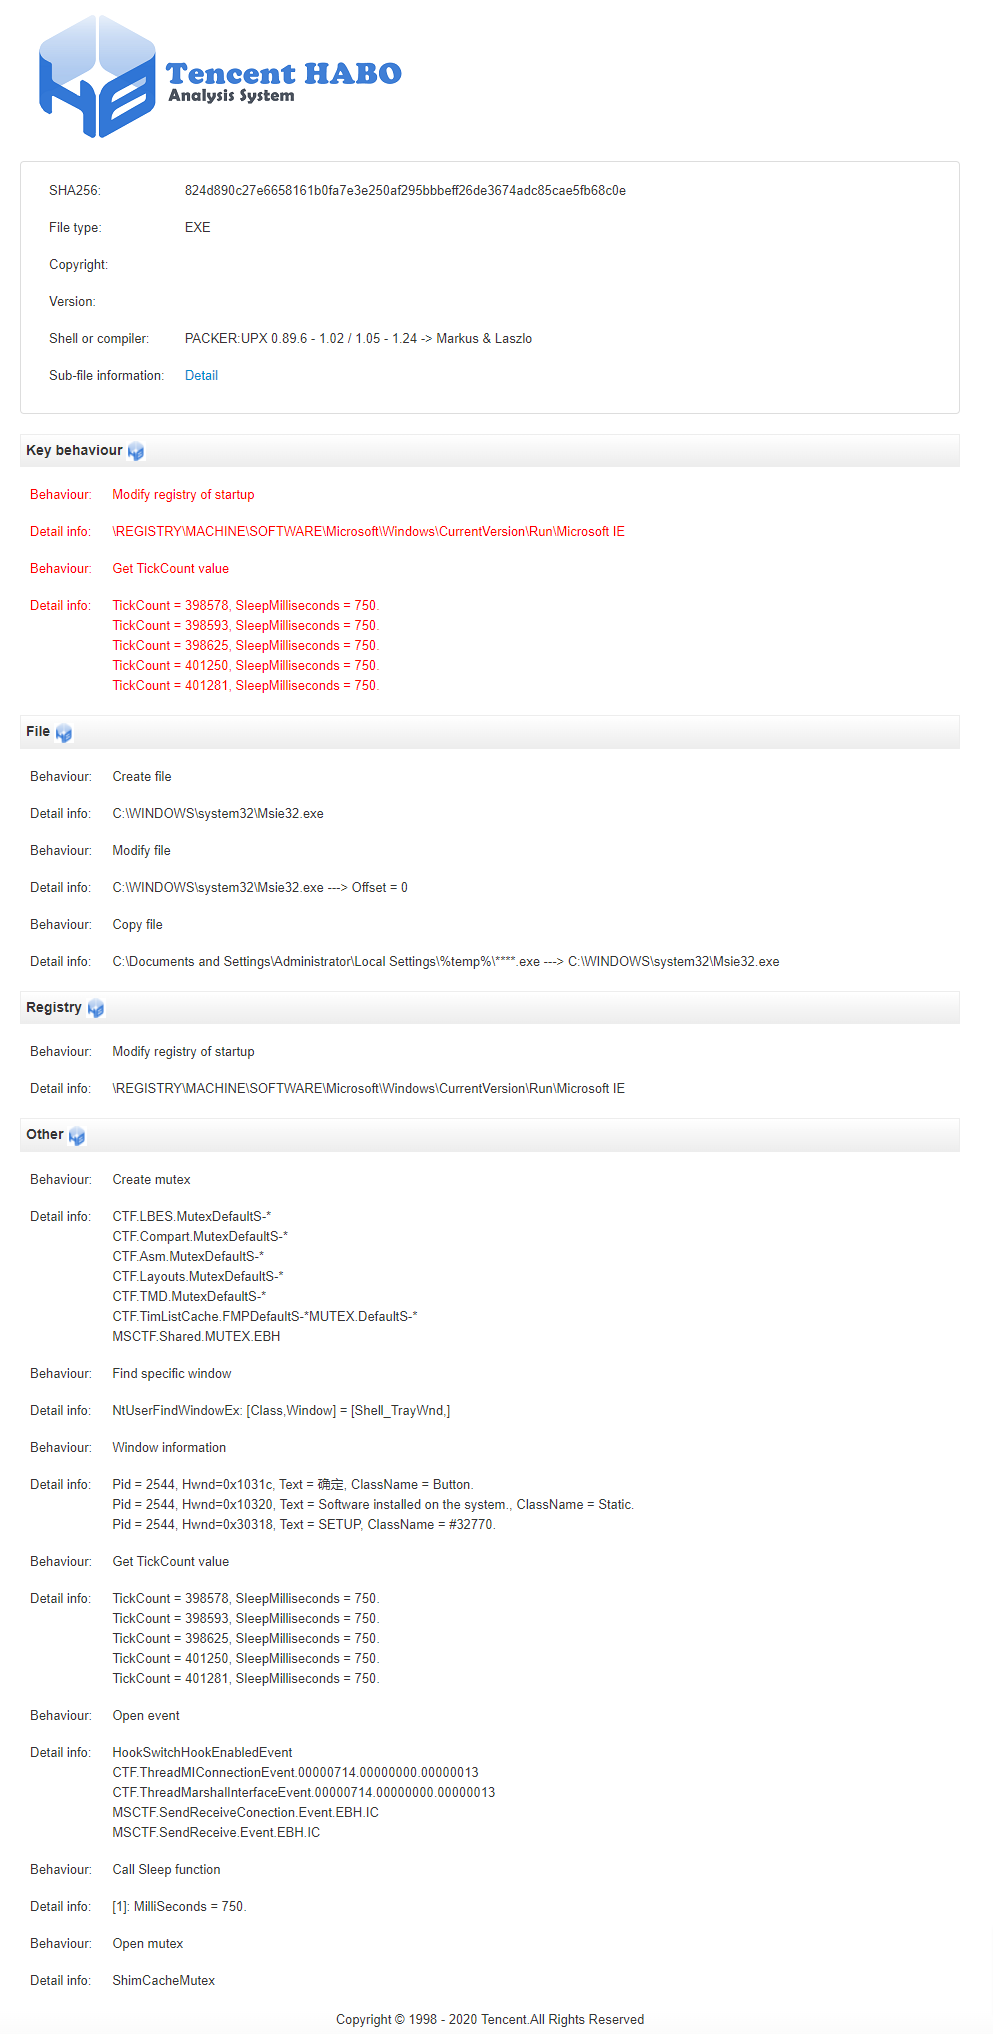 Tencent HABO
Analysis System
SHA256: 824d890c27e6658161b0fa7e3e250af295bbbeff26de3674adc85cae5fb68c0e
File type: EXE
Copyright:
Version:
Shell or compiler: PACKER:UPX 0.89.6 - 1.02 / 1.05 - 1.24 -> Markus & Laszlo
Sub-file information: Detail
Key behaviour
Behaviour: Modify registry of startup
Detail info: \REGISTRY\MACHINE\SOFTWARE\Microsoft\Windows\CurrentVersion\Run\Microsoft IE
Behaviour: Get TickCount value
Detail info: TickCount = 398578, SleepMilliseconds = 750.
TickCount = 398593, SleepMilliseconds = 750.
TickCount = 398625, SleepMilliseconds = 750.
TickCount = 401250, SleepMilliseconds = 750.
TickCount = 401281, SleepMilliseconds = 750.
File
Behaviour: Create file
Detail info: C:\WINDOWS\system32\Msie32.exe
Behaviour: Modify file
Detail info: C:\WINDOWS\system32\Msie32.exe ---> Offset = 0
Behaviour: Copy file
Detail info: C:\Documents and Settings\Administrator\Local Settings\%temp%\****.exe ---> C:\WINDOWS\system32\Msie32.exe
Registry
Behaviour: Modify registry of startup
Detail info: \REGISTRY\MACHINE\SOFTWARE\Microsoft\Windows\CurrentVersion\Run\Microsoft IE
Other
Behaviour: Create mutex
Detail info: CTF.LBES.MutexDefaultS-*
CTF.Compart.MutexDefaultS-*
CTF.Asm.MutexDefaultS-*
CTF.Layouts.MutexDefaultS-*
CTF.TMD.MutexDefaultS-*
CTF.TimListCache.FMPDefaultS-*MUTEX.DefaultS-*
MSCTF.Shared.MUTEX.EBH
Behaviour: Find specific window
Detail info: NtUserFindWindowEx: [Class,Window] = [Shell_TrayWnd,]
Behaviour: Window information
Detail info: Pid = 2544, Hwnd=0x1031c, Text = 确定, ClassName = Button.
Pid = 2544, Hwnd=0x10320, Text = Software installed on the system., ClassName = Static.
Pid = 2544, Hwnd=0x30318, Text = SETUP, ClassName = #32770.
Behaviour: Get TickCount value
Detail info: TickCount = 398578, SleepMilliseconds = 750.
TickCount = 398593, SleepMilliseconds = 750.
TickCount = 398625, SleepMilliseconds = 750.
TickCount = 401250, SleepMilliseconds = 750.
TickCount = 401281, SleepMilliseconds = 750.
Behaviour: Open event
Detail info: HookSwitchHookEnabledEvent
CTF.ThreadMIConnectionEvent.00000714.00000000.00000013
CTF.ThreadMarshalInterfaceEvent.00000714.00000000.00000013
MSCTF.SendReceiveConection.Event.EBH.IC
MSCTF.SendReceive.Event.EBH.IC
Behaviour: Call Sleep function
Detail info: [1]: MilliSeconds = 750.
Behaviour: Open mutex
Detail info: ShimCacheMutex
Copyright © 1998 - 2020 Tencent.All Rights Reserved